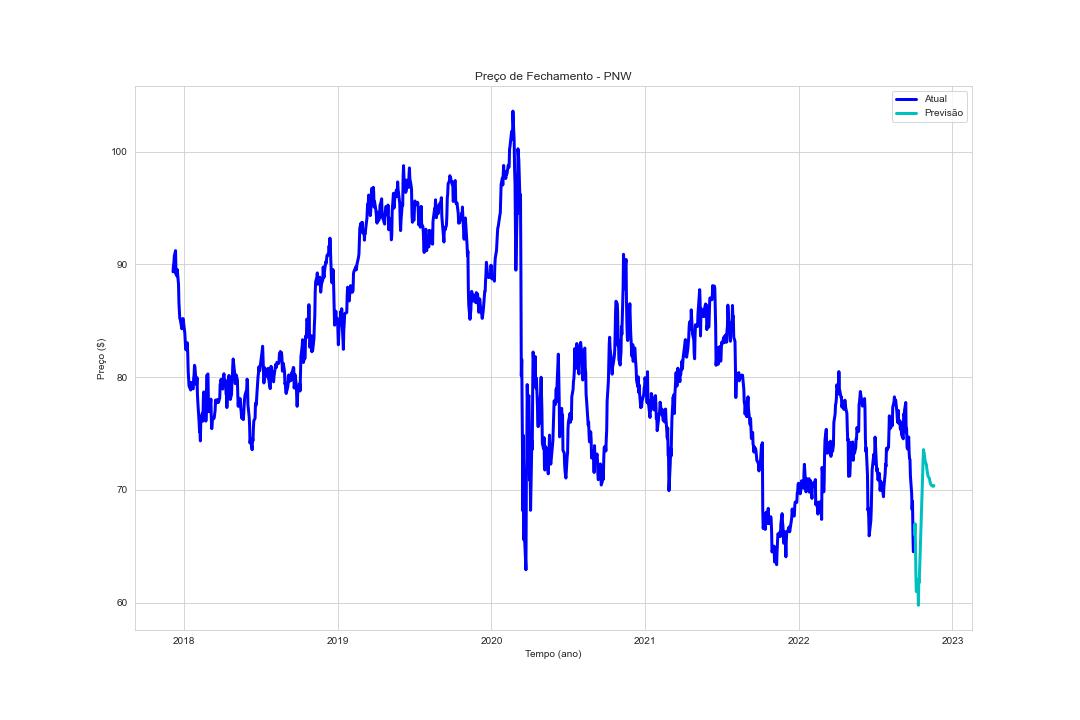 Preço de Fechamento - PNW
Atual
Previsão
Preço ($)
100
90
80
70
60
2018 2019 2020 2021 2022 2023
Tempo (ano)